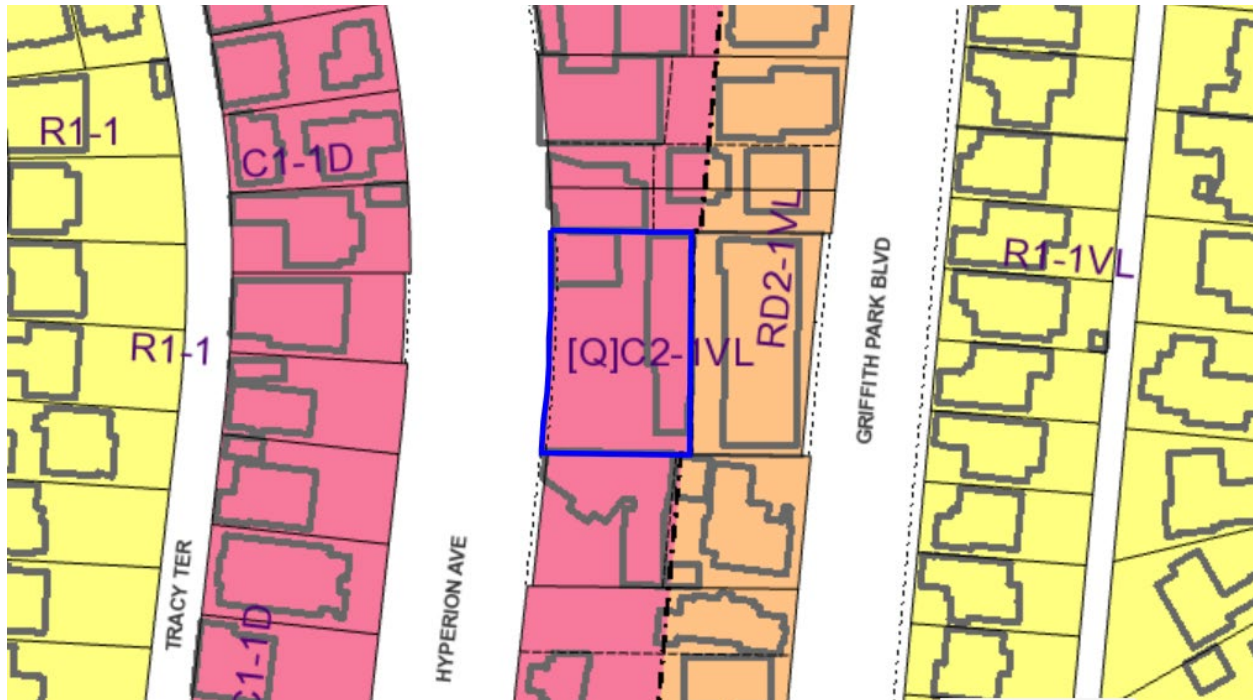 R1-1
C1-1D
RD2-1VL
R1-1VL
GRIFFITH PARK BLVD
R1-1
[Q]C2-1VL
TRACY TER
HYPERION AVE
C1-1D